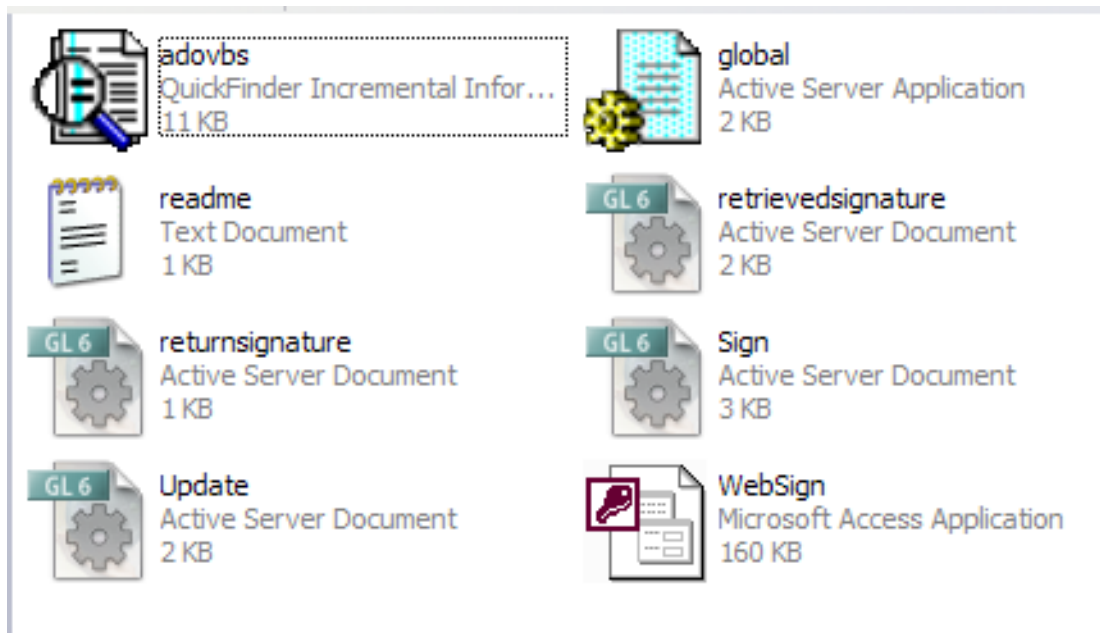 adovbs
QuickFinder Incremental Infor...
11 KB
global
Active Server Application
2 KB
readme
Text Document
1 KB
GL 6
retrievedsignature
Active Server Document
2 KB
GL 6
returnsignature
Active Server Document
1 KB
GL 6
Sign
Active Server Document
3 KB
GL 6
Update
Active Server Document
2 KB
WebSign
Microsoft Access Application
160 KB